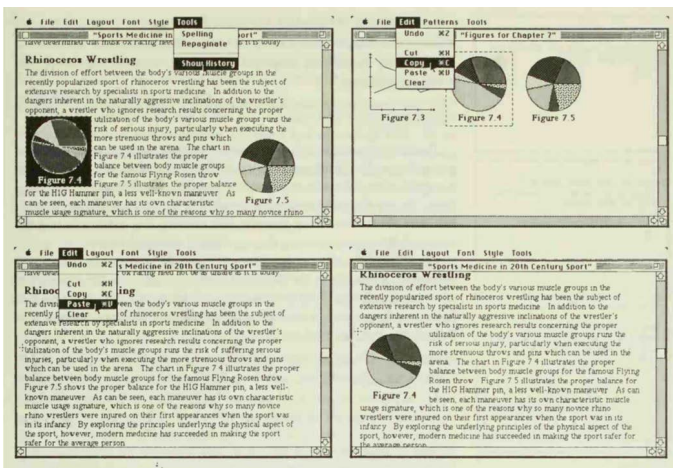 File Edit Layout Font Style Tools
Spelling
Repaginate
Show History
"Sports Medicine in
Rhinoceros Wrestling
The division of effort between the body's various muscle groups in the
recently popularized sport of rhinoceros wrestling has been the subject of
extensive research by specialists in sports medicine In addition to the
dangers inherent in the naturally aggressive inclinations of the wrestler's
opponent, a wrestler who ignores research results concerning the proper
utilization of the body's various muscle groups runs the
risk of serious injury, particularly when executing the
more strenuous throws and pins which
can be used in the arena The chart in
Figure 7.4 illustrates the proper
balance between body muscle groups
for the famous Flying Rosen throw
Figure 7.5 illustrates the proper balance
for the HIG Hammer pin, a less well-known maneuver As
can be seen, each maneuver has its own characteristic
muscle usage signature, which is one of the reasons why so many novice rhino
Figure 7.4
Figure 7.5
File Edit Patterns Tools
Undo ⌘Z
Cut ⌘X
Copy ⌘C
Paste ⌘V
Clear
"Figures for Chapter 7"
Figure 7.3
Figure 7.4
Figure 7.5
File Edit Layout Font Style Tools
Undo ⌘Z
Cut ⌘X
Copy ⌘C
Paste ⌘V
Clear
s Medicine in 20th Century Sport"
Rhino ing
The divis een the body's various muscle groups in the
recently p wrestling has been the subject of
extensive research by specialists in sports medicine In addition to the
dangers inherent in the naturally aggressive inclinations of the wrestler's
opponent, a wrestler who ignores research results concerning the proper
utilization of the body's muscle groups runs the risk of suffering serious
injuries, particularly when executing the more strenuous throws and pins
which can be used in the arena The chart in Figure 7.4 illustrates the proper
balance between body muscle groups for the famous Flying Rosen throw
Figure 7.5 shows the proper balance for the HIG Hammer pin, a less well-
known maneuver As can be seen, each maneuver has its own characteristic
muscle usage signature, which is one of the reasons why so many novice
rhino wrestlers were injured on their first appearances when the sport was
in its infancy By exploring the principles underlying the physical aspect of
the sport, however, modern medicine has succeeded in making the sport
safer for the average person
File Edit Layout Font Style Tools
"Sports Medicine in 20th Century Sport"
Rhinoceros Wrestling
The division of effort between the body's various muscle groups in the
recently popularized sport of rhinoceros wrestling has been the subject of
extensive research by specialists in sports medicine In addition to the
dangers inherent in the naturally aggressive inclinations of the wrestler's
opponent, a wrestler who ignores research results concerning the proper
utilization of the body's various muscle groups runs the
risk of serious injury, particularly when executing the
more strenuous throws and pins which can be used in the
arena The chart in Figure 7.4 illustrates the proper
balance between body muscle groups for the famous Flying
Rosen throw Figure 7.5 illustrates the proper balance for
the HIG Hammer pin, a less well-known maneuver As can
be seen, each maneuver has its own characteristic muscle
Figure 7.4
usage signature, which is one of the reasons why so many novice rhino
wrestlers were injured on their first appearances when the sport was in its
infancy By exploring the underlying principles of the physical aspect of the
sport, however, modern medicine has succeeded in making the sport safer for
the average person